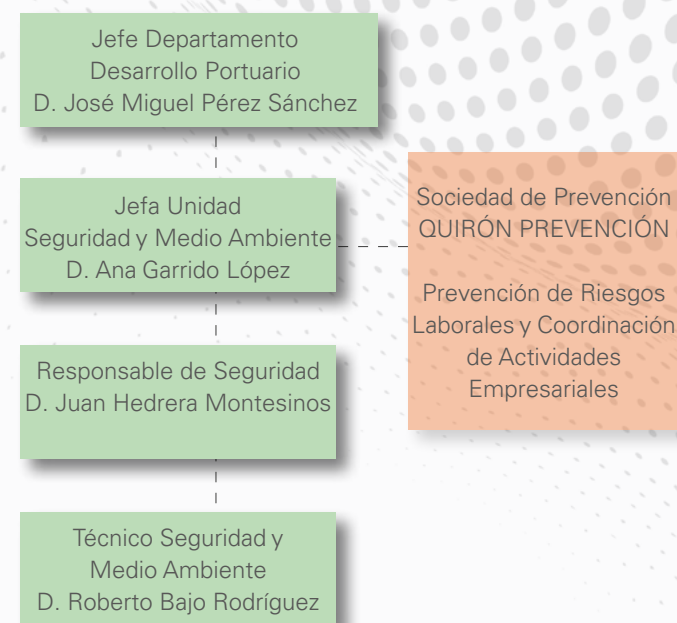 Jefe Departamento
Desarrollo Portuario
D. José Miguel Pérez Sánchez
Jefa Unidad
Seguridad y Medio Ambiente
D. Ana Garrido López
Sociedad de Prevención
QUIRÓN PREVENCIÓN
Prevención de Riesgos
Laborales y Coordinación
de Actividades
Empresariales
Responsable de Seguridad
D. Juan Hedrera Montesinos
Técnico Seguridad y
Medio Ambiente
D. Roberto Bajo Rodríguez